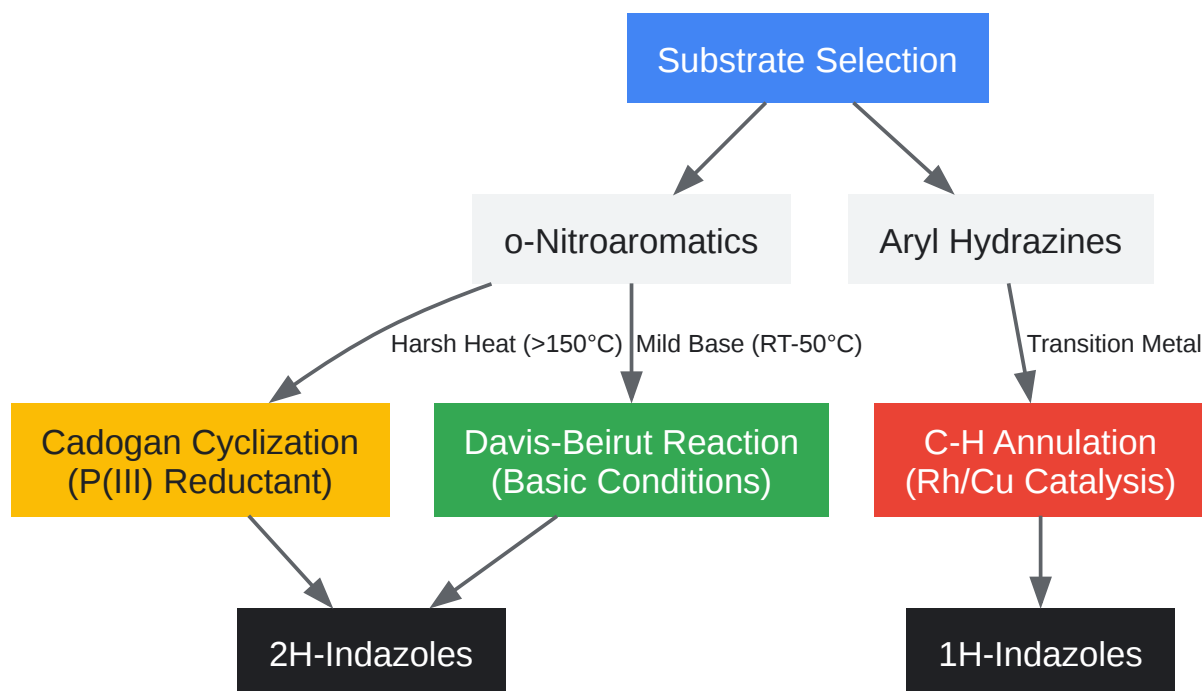 Substrate Selection
o-Nitroaromatics
Aryl Hydrazines
Harsh Heat (>150°C)
Mild Base (RT-50°C)
Transition Metal
Cadogan Cyclization
(P(III) Reductant)
Davis-Beirut Reaction
(Basic Conditions)
C-H Annulation
(Rh/Cu Catalysis)
2H-Indazoles
1H-Indazoles